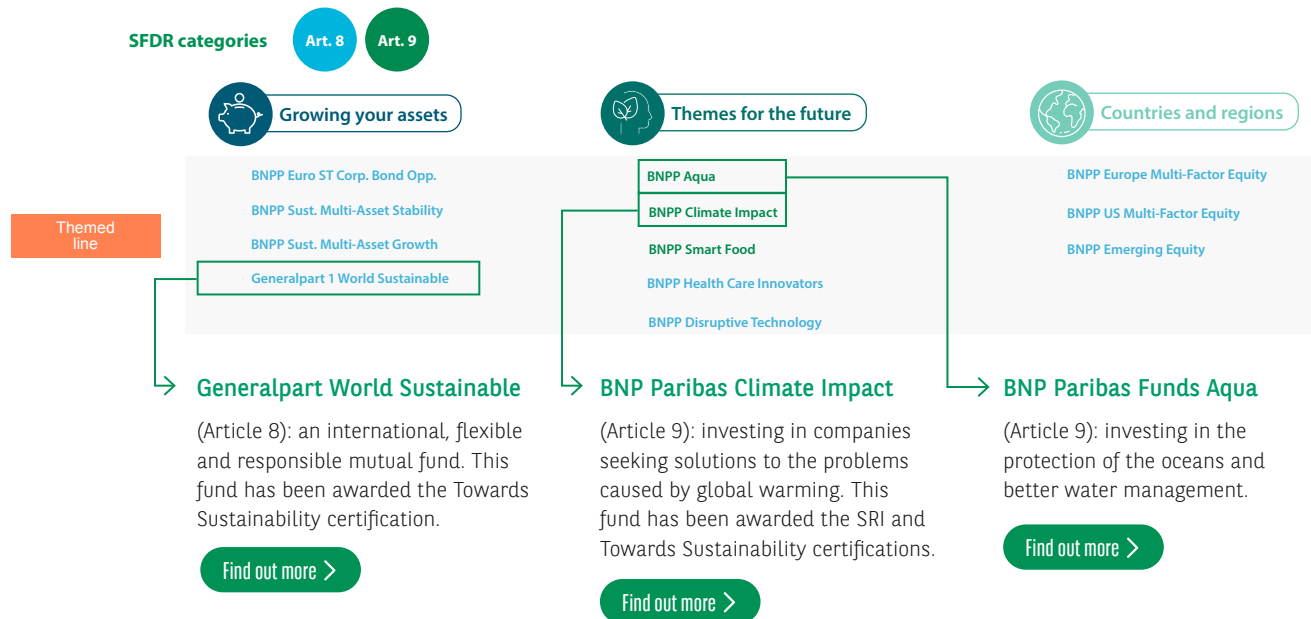 SFDR categories
Art. 8
Art. 9
Growing your assets
Themes for the future
Countries and regions
Themed
line
BNPP Euro ST Corp. Bond Opp.
BNPP Sust. Multi-Asset Stability
BNPP Sust. Multi-Asset Growth
Generalpart 1 World Sustainable
BNPP Aqua
BNPP Climate Impact
BNPP Smart Food
BNPP Health Care Innovators
BNPP Disruptive Technology
BNPP Europe Multi-Factor Equity
BNPP US Multi-Factor Equity
BNPP Emerging Equity
Generalpart World Sustainable
(Article 8): an international, flexible
and responsible mutual fund. This
fund has been awarded the Towards
Sustainability certification.
Find out more
BNP Paribas Climate Impact
(Article 9): investing in companies
seeking solutions to the problems
caused by global warming. This
fund has been awarded the SRI and
Towards Sustainability certifications.
Find out more
BNP Paribas Funds Aqua
(Article 9): investing in the
protection of the oceans and
better water management.
Find out more